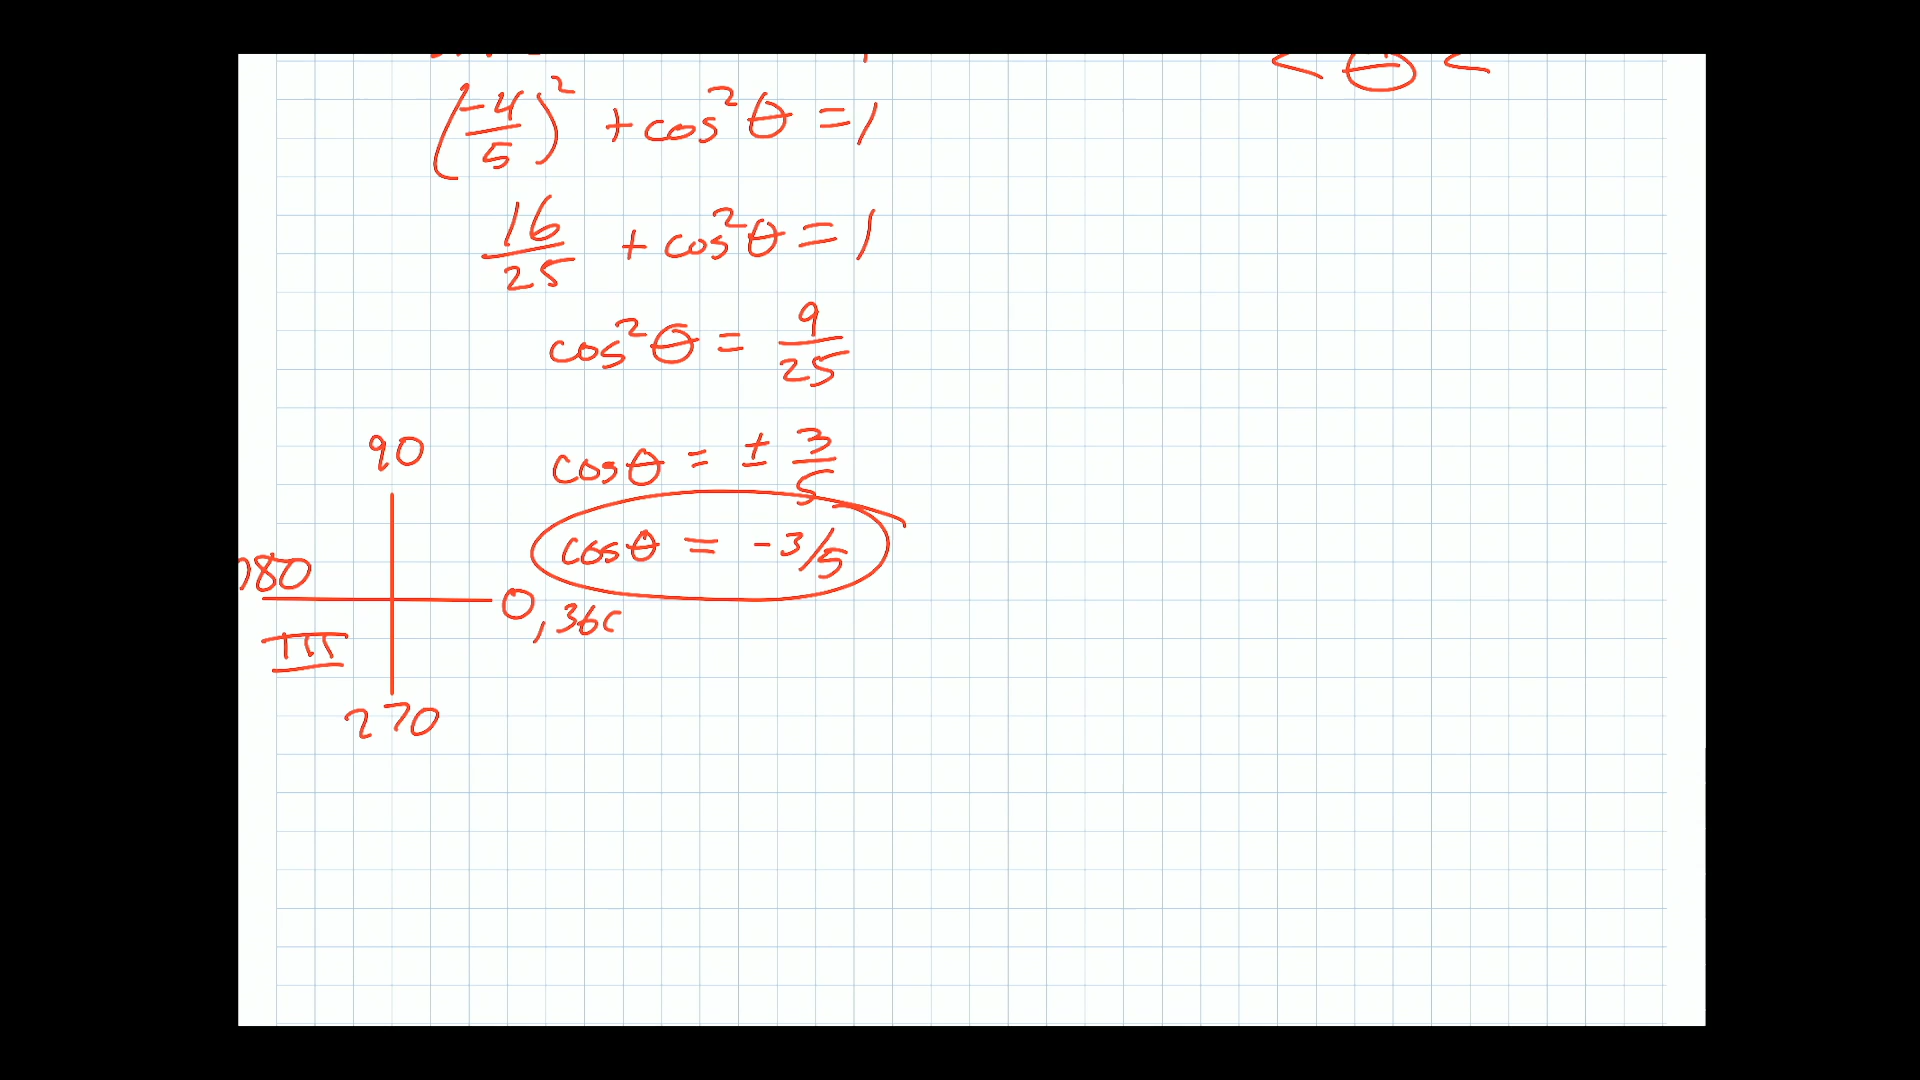 < θ <
(-4/5)² + cos²θ = 1
16/25 + cos²θ = 1
cos²θ = 9/25
cosθ = ± 3/5
cosθ = -3/5
90
180
0, 360
III
270